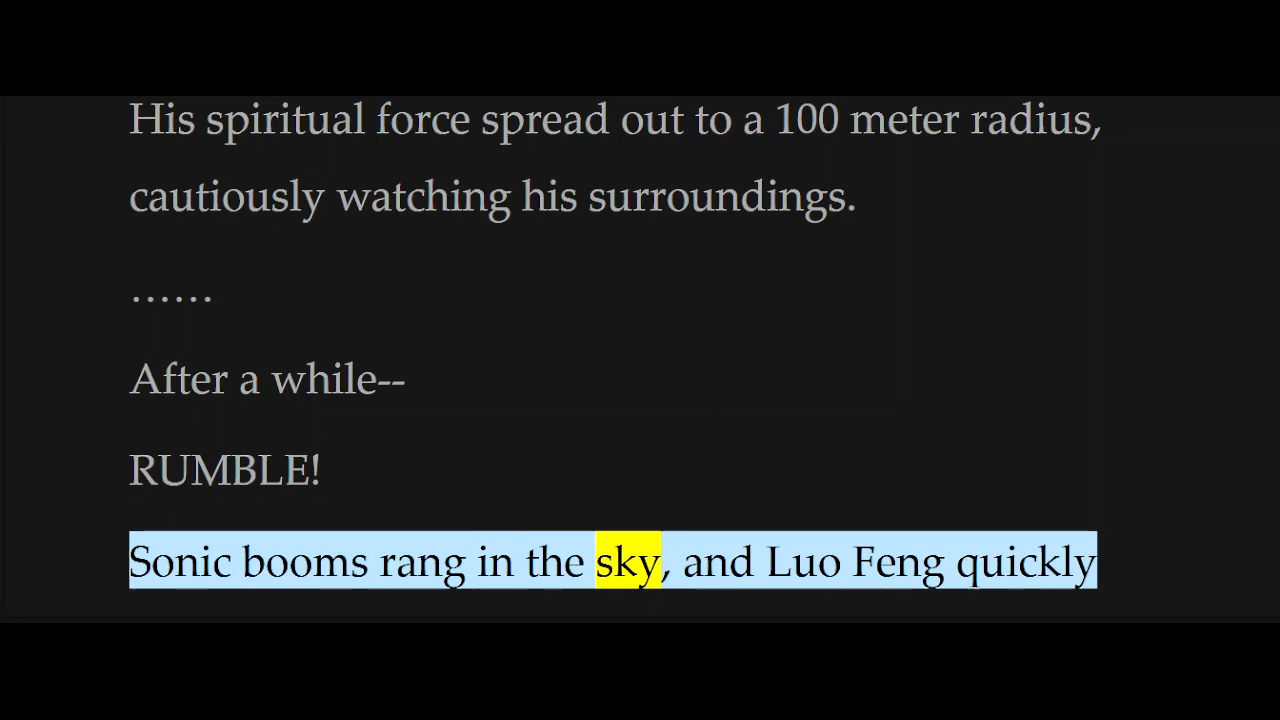 His spiritual force spread out to a 100 meter radius,
cautiously watching his surroundings.
……
After a while--
RUMBLE!
Sonic booms rang in the sky, and Luo Feng quickly